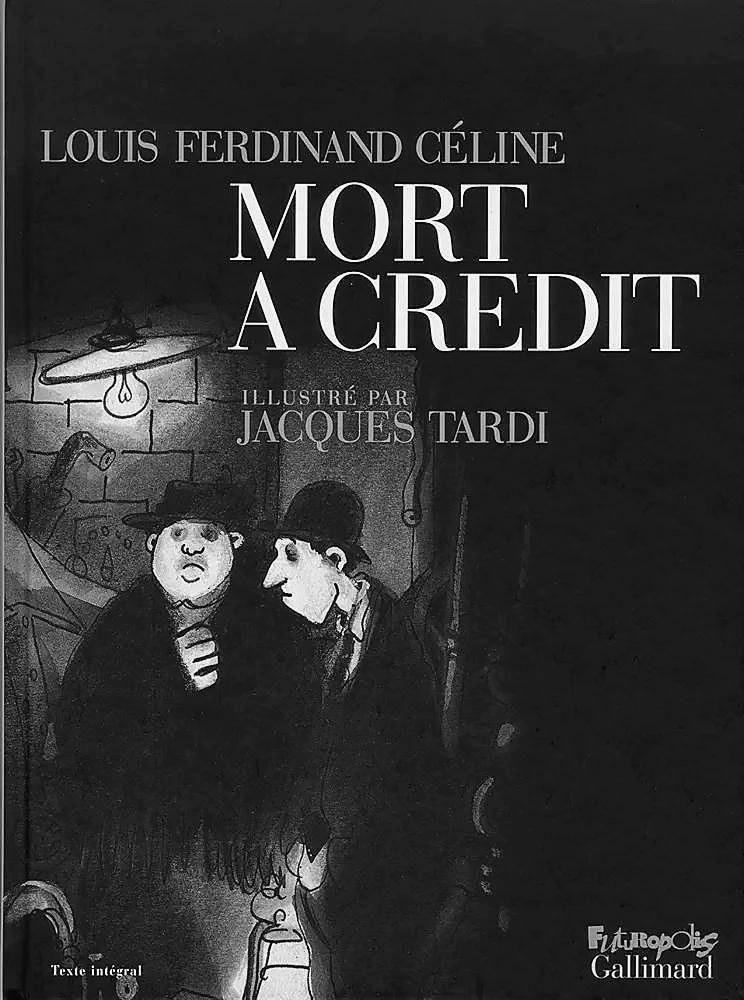 LOUIS FERDINAND CÉLINE
MORT
A CREDIT
ILLUSTRÉ PAR
JACQUES TARDI
Texte intégral
Futuropolis
Gallimard